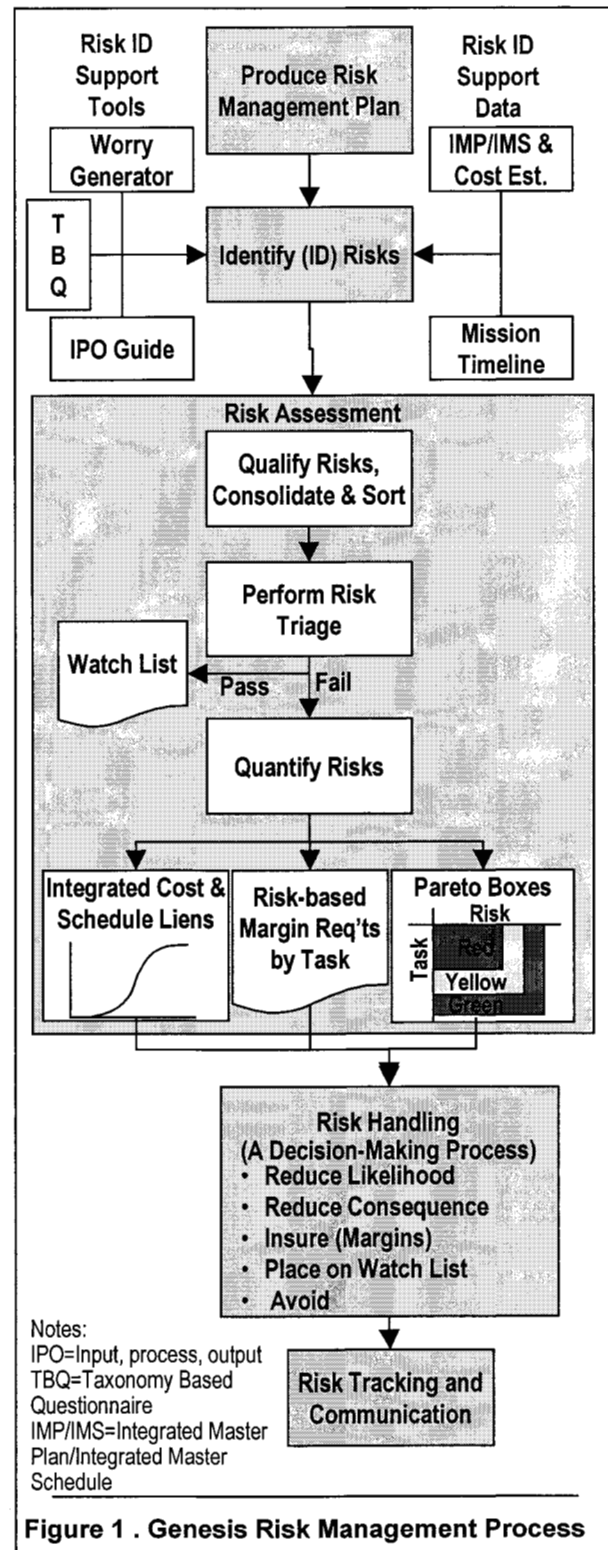 Risk ID
Support
Tools
Produce Risk
Management Plan
Risk ID
Support
Data
Worry
Generator
IMP/IMS &
Cost Est.
T
B
Q
Identify (ID) Risks
IPO Guide
Mission
Timeline
Risk Assessment
Qualify Risks,
Consolidate & Sort
Perform Risk
Triage
Watch List
Pass
Fail
Quantify Risks
Integrated Cost &
Schedule Liens
Risk-based
Margin Req'ts
by Task
Pareto Boxes
Risk
Task
Red
Yellow
Green
Risk Handling
(A Decision-Making Process)
• Reduce Likelihood
• Reduce Consequence
• Insure (Margins)
• Place on Watch List
• Avoid
Notes:
IPO=Input, process, output
TBQ=Taxonomy Based
Questionnaire
IMP/IMS=Integrated Master
Plan/Integrated Master
Schedule
Risk Tracking and
Communication
Figure 1 . Genesis Risk Management Process